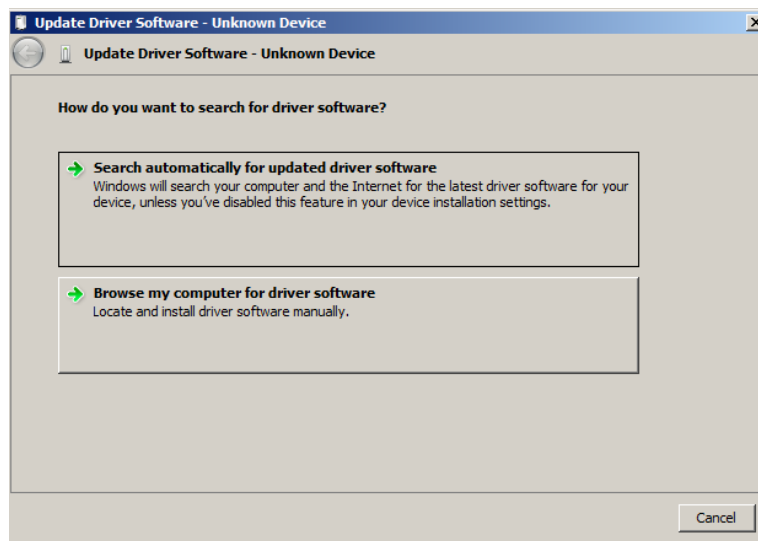 Update Driver Software - Unknown Device
Update Driver Software - Unknown Device
How do you want to search for driver software?
Search automatically for updated driver software
Windows will search your computer and the Internet for the latest driver software for your
device, unless you've disabled this feature in your device installation settings.
Browse my computer for driver software
Locate and install driver software manually.
Cancel